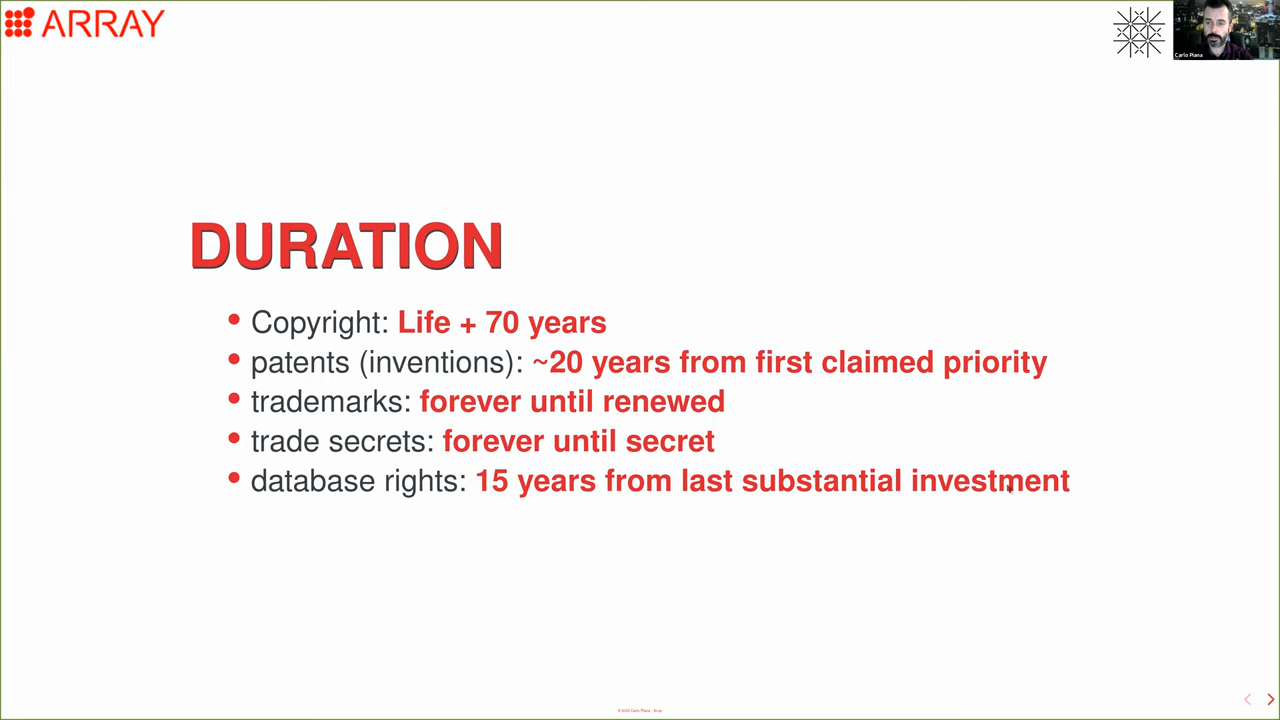 ARRAY
Carlo Piana
DURATION
• Copyright: Life + 70 years
• patents (inventions): ~20 years from first claimed priority
• trademarks: forever until renewed
• trade secrets: forever until secret
• database rights: 15 years from last substantial investment